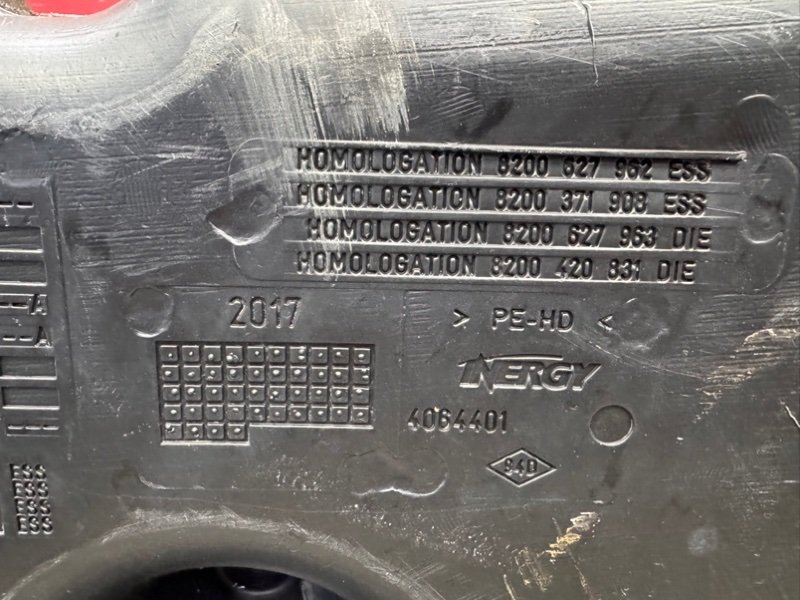 HOMOLOGATION 8200 627 962 ESS
HOMOLOGATION 8200 371 908 ESS
HOMOLOGATION 8200 627 963 DIE
HOMOLOGATION 8200 420 831 DIE
--A
--A
2017
> PE-HD <
INERGY
4064401
94D
ESS
ESS
ESS
ESS